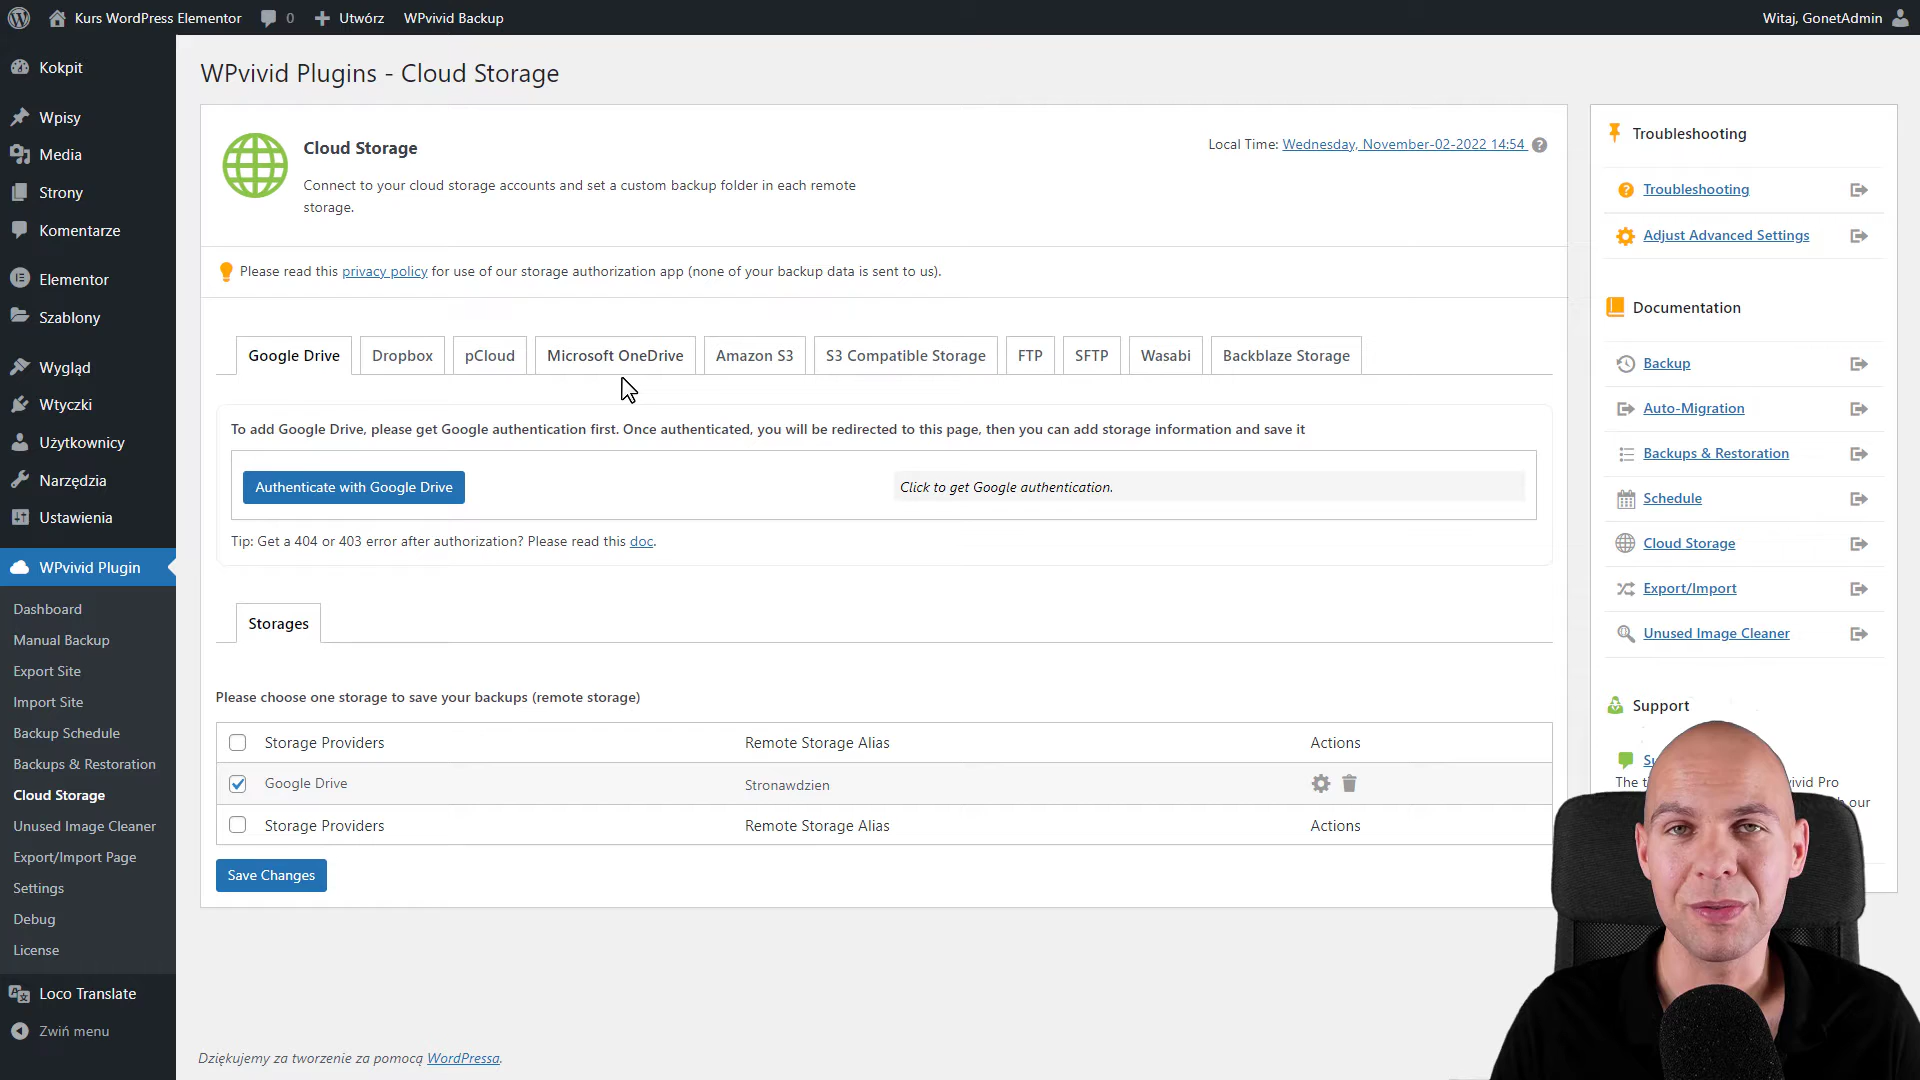 Kurs WordPress Elementor
0
Utwórz
WPvivid Backup
Witaj, GonetAdmin
Kokpit
Wpisy
Media
Strony
Komentarze
Elementor
Szablony
Wygląd
Wtyczki
Użytkownicy
Narzędzia
Ustawienia
WPvivid Plugin
Dashboard
Manual Backup
Export Site
Import Site
Backup Schedule
Backups & Restoration
Cloud Storage
Unused Image Cleaner
Export/Import Page
Settings
Debug
License
Loco Translate
Zwiń menu
WPvivid Plugins - Cloud Storage
Cloud Storage
Connect to your cloud storage accounts and set a custom backup folder in each remote
storage.
Local Time: Wednesday, November-02-2022 14:54
Please read this privacy policy for use of our storage authorization app (none of your backup data is sent to us).
Google Drive
Dropbox
pCloud
Microsoft OneDrive
Amazon S3
S3 Compatible Storage
FTP
SFTP
Wasabi
Backblaze Storage
To add Google Drive, please get Google authentication first. Once authenticated, you will be redirected to this page, then you can add storage information and save it
Authenticate with Google Drive
Click to get Google authentication.
Tip: Get a 404 or 403 error after authorization? Please read this doc.
Storages
Please choose one storage to save your backups (remote storage)
Storage Providers Remote Storage Alias Actions
Google Drive Stronawdzien
Storage Providers Remote Storage Alias Actions
Save Changes
Dziękujemy za tworzenie za pomocą WordPressa.
Troubleshooting
Troubleshooting
Adjust Advanced Settings
Documentation
Backup
Auto-Migration
Backups & Restoration
Schedule
Cloud Storage
Export/Import
Unused Image Cleaner
Support
The vivid Pro
our